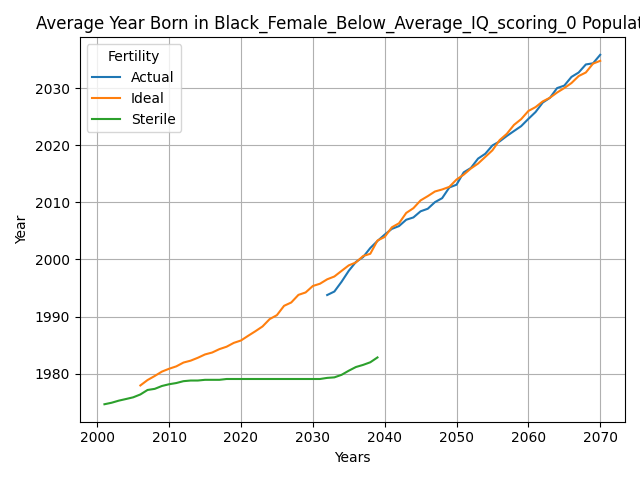 Average Year Born in Black_Female_Below_Average_IQ_scoring_0 Populat
Fertility
Actual
Ideal
Sterile
Year
2030
2020
2010
2000
1990
1980
2000 2010 2020 2030 2040 2050 2060 2070
Years